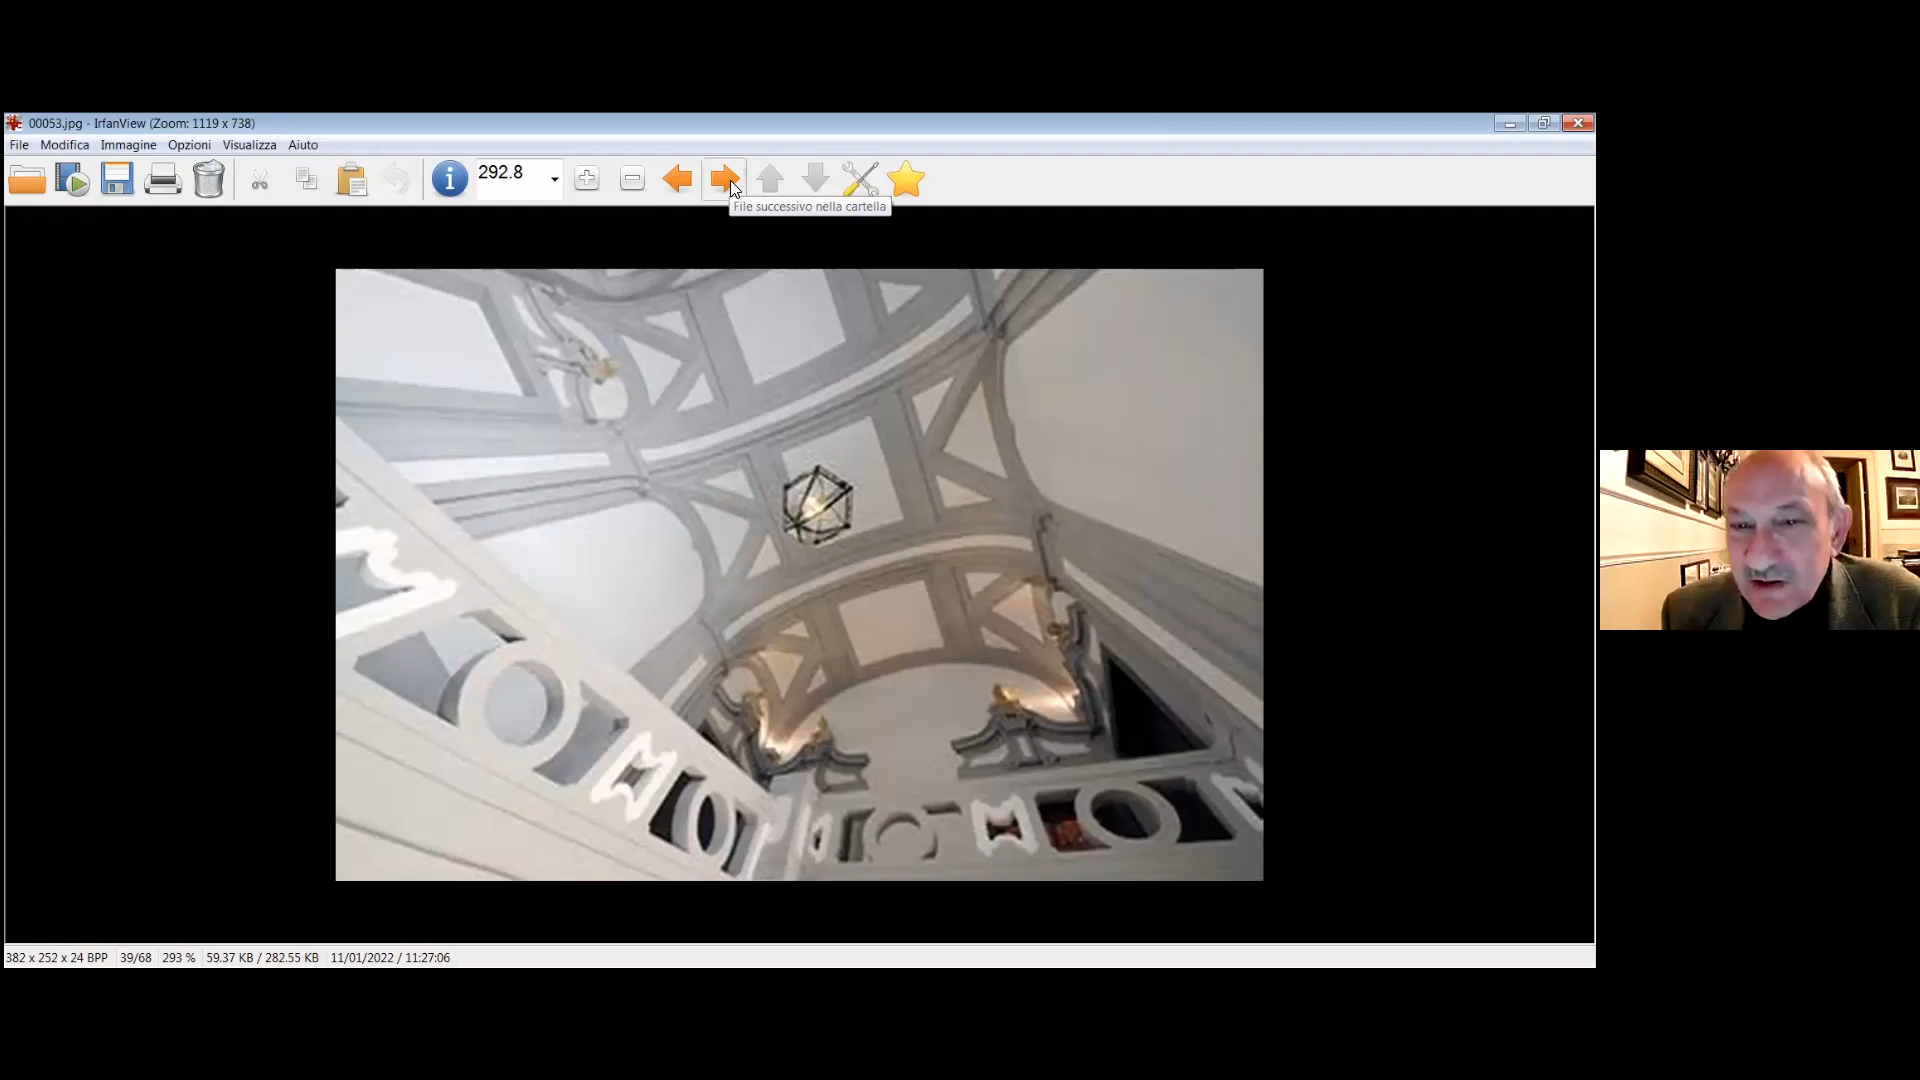 00053.jpg - IrfanView (Zoom: 1119 x 738)
File Modifica Immagine Opzioni Visualizza Aiuto
292.8
File successivo nella cartella
382 x 252 x 24 BPP 39/68 293 % 59.37 KB / 282.55 KB 11/01/2022 / 11:27:06